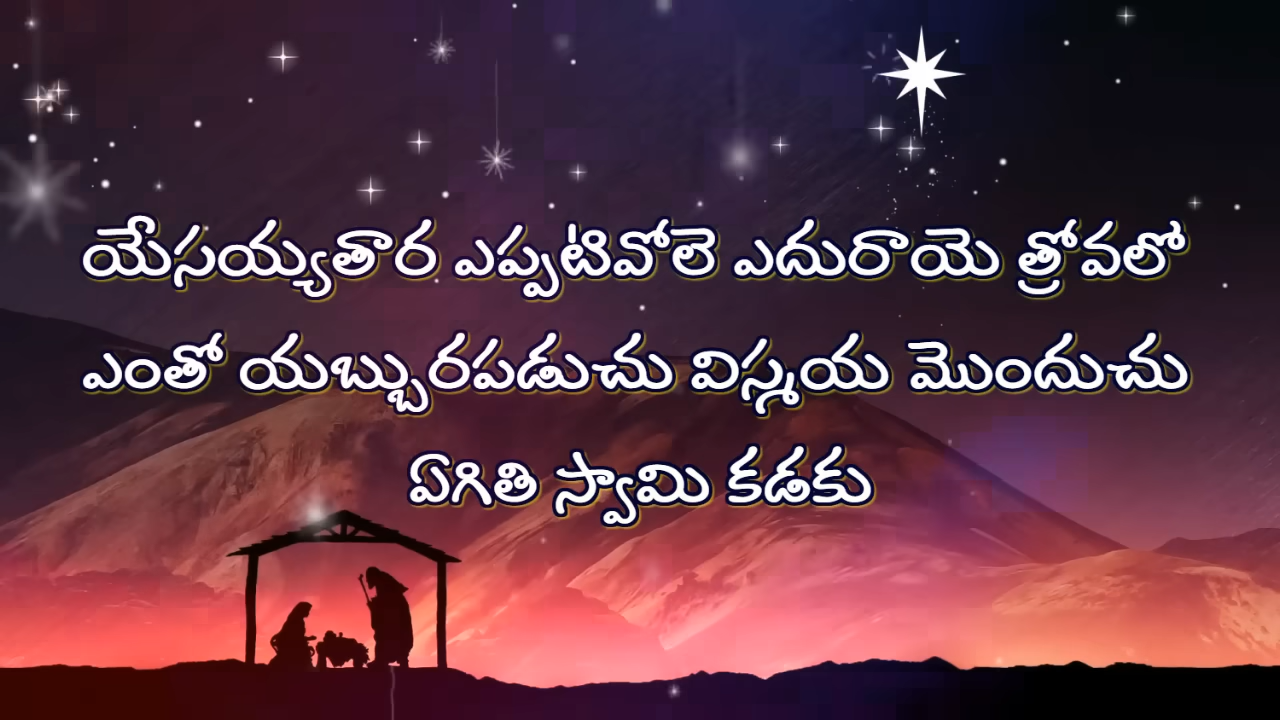 యేసయ్యతార ఎప్పటివోలె ఎదురాయె త్రోవలో
ఎంతో యబ్బురపడుచు విస్మయ మొందుచు
ఏగితి స్వామి కడకు